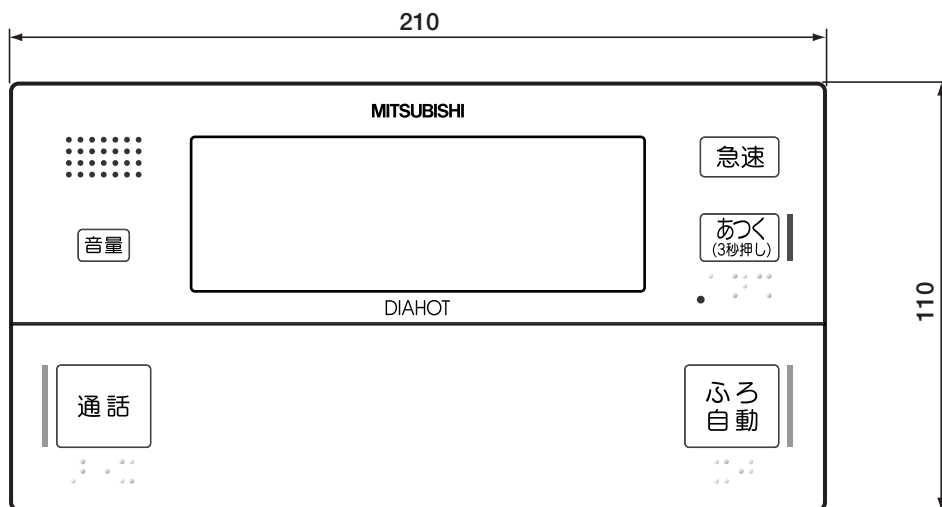 210
MITSUBISHI
急速
音量
あつく
(3秒押し)
DIAHOT
110
通話
ふろ
自動